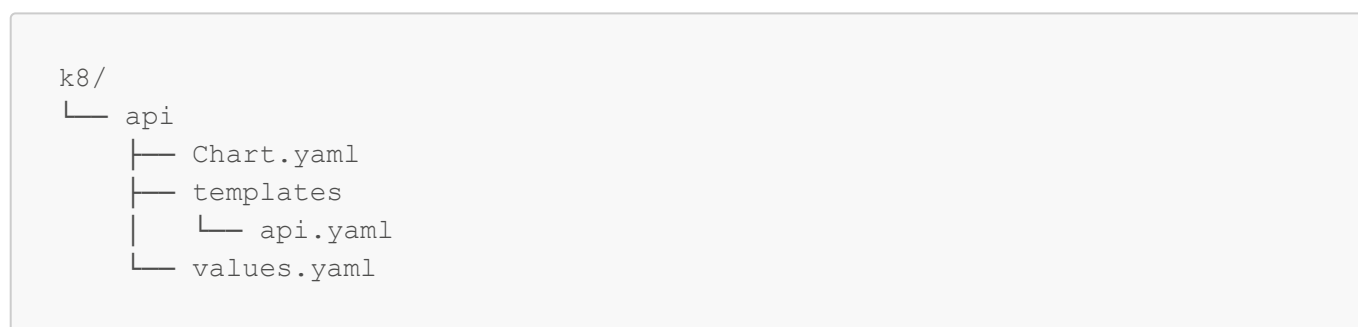 k8/
└── api
    ├── Chart.yaml
    ├── templates
    │   └── api.yaml
    └── values.yaml